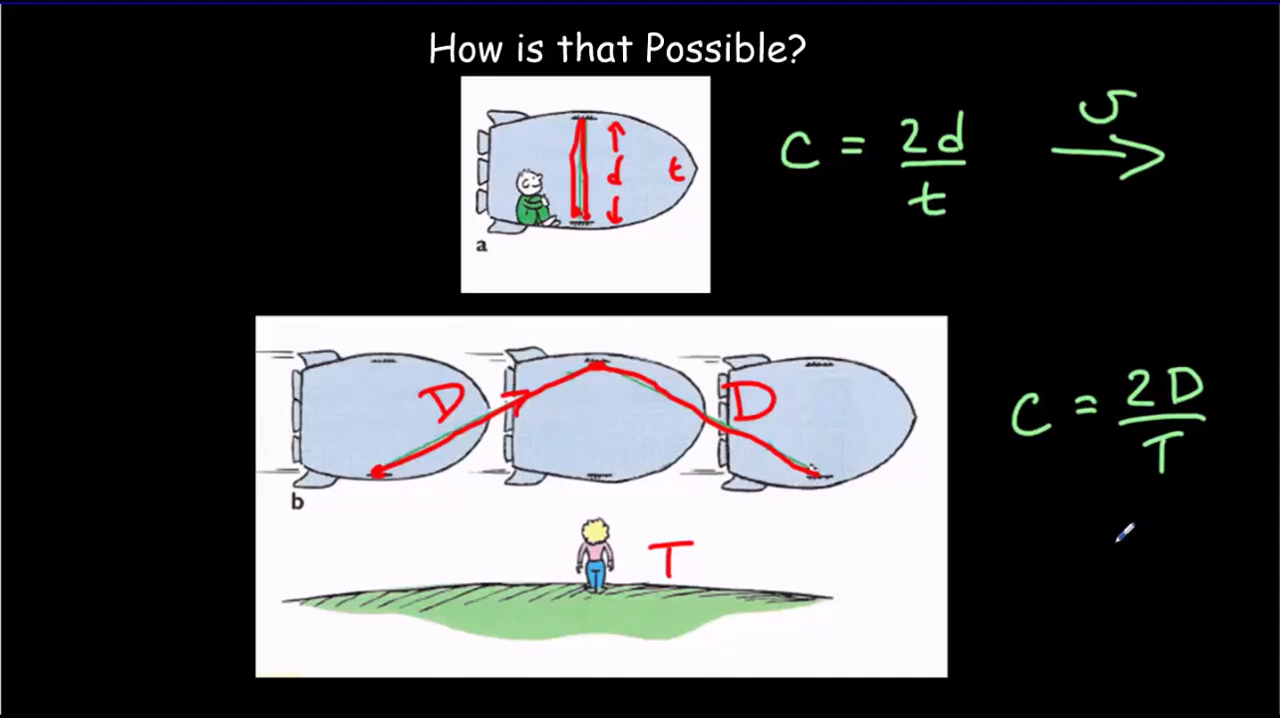 How is that Possible?
d
t
a
C = 2d/t
v
D
D
b
C = 2D/T
T